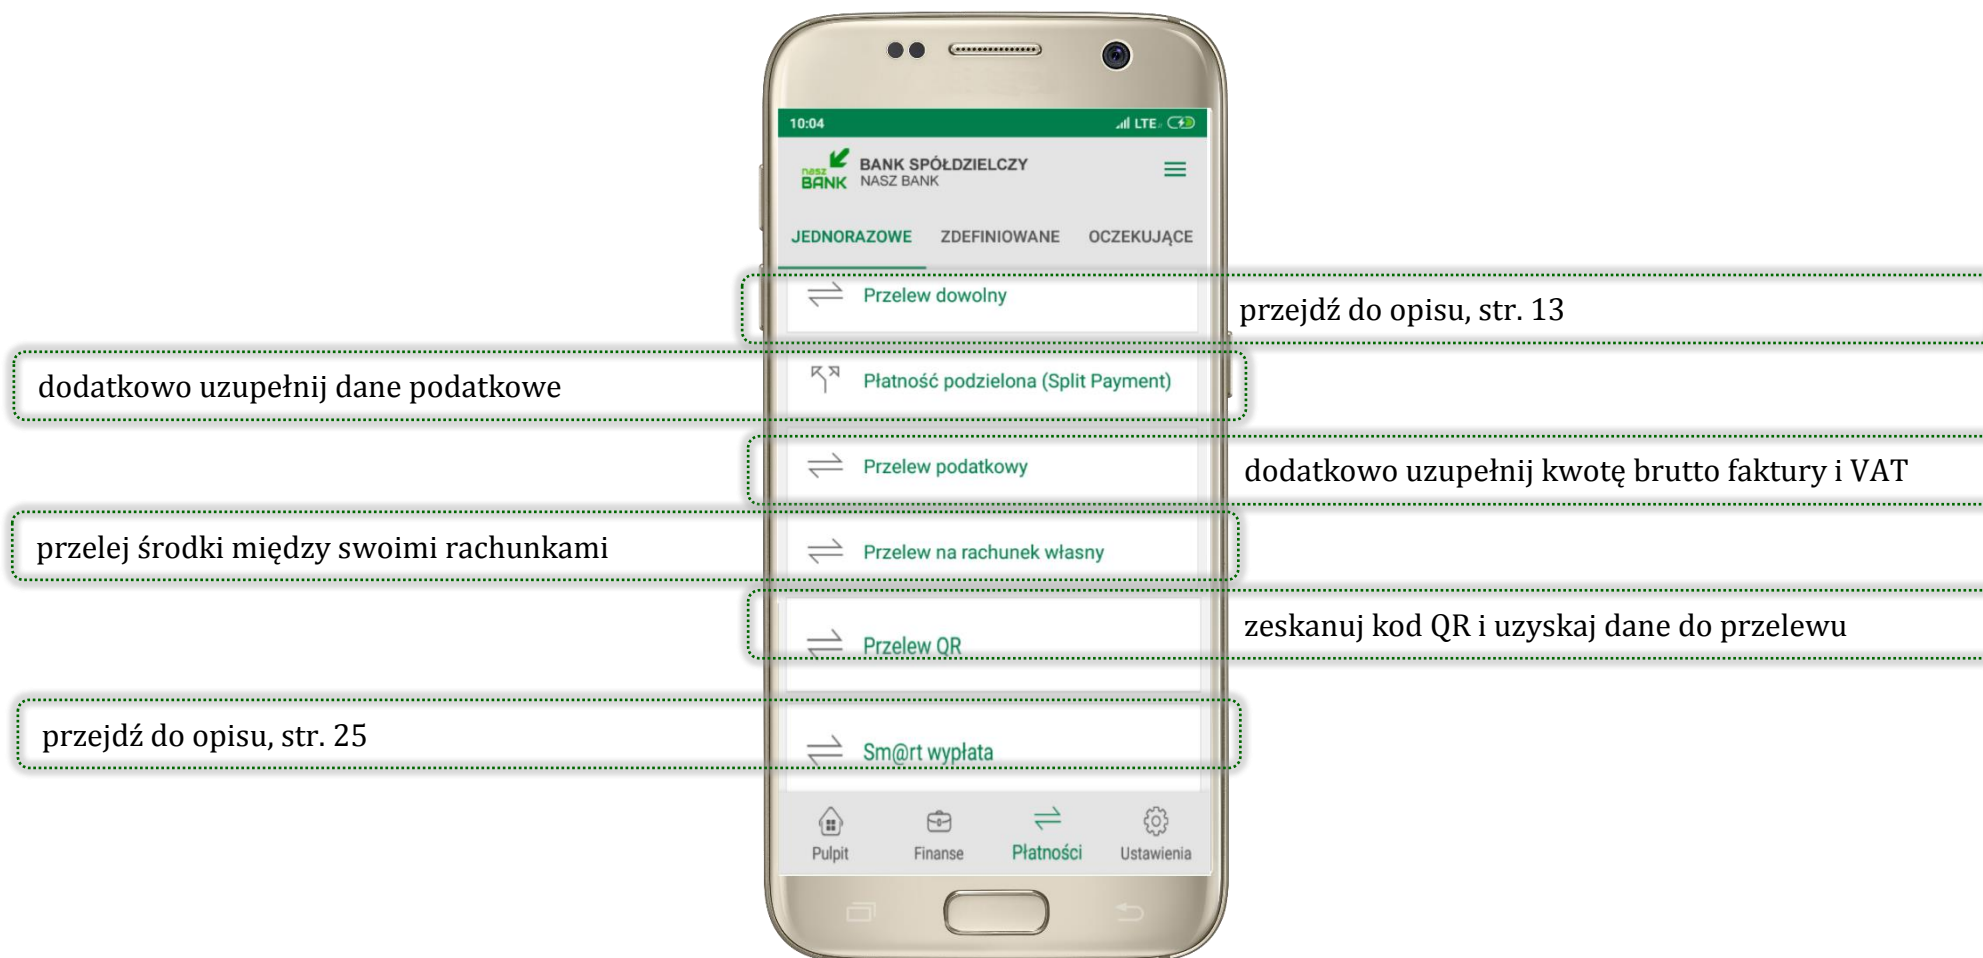 10:04 LTE
nasz BANK
BANK SPÓŁDZIELCZY
NASZ BANK
JEDNORAZOWE ZDEFINIOWANE OCZEKUJĄCE
Przelew dowolny
przejdź do opisu, str. 13
dodatkowo uzupełnij dane podatkowe
Płatność podzielona (Split Payment)
Przelew podatkowy
dodatkowo uzupełnij kwotę brutto faktury i VAT
przelej środki między swoimi rachunkami
Przelew na rachunek własny
Przelew QR
zeskanuj kod QR i uzyskaj dane do przelewu
przejdź do opisu, str. 25
Sm@rt wypłata
Pulpit Finanse Płatności Ustawienia